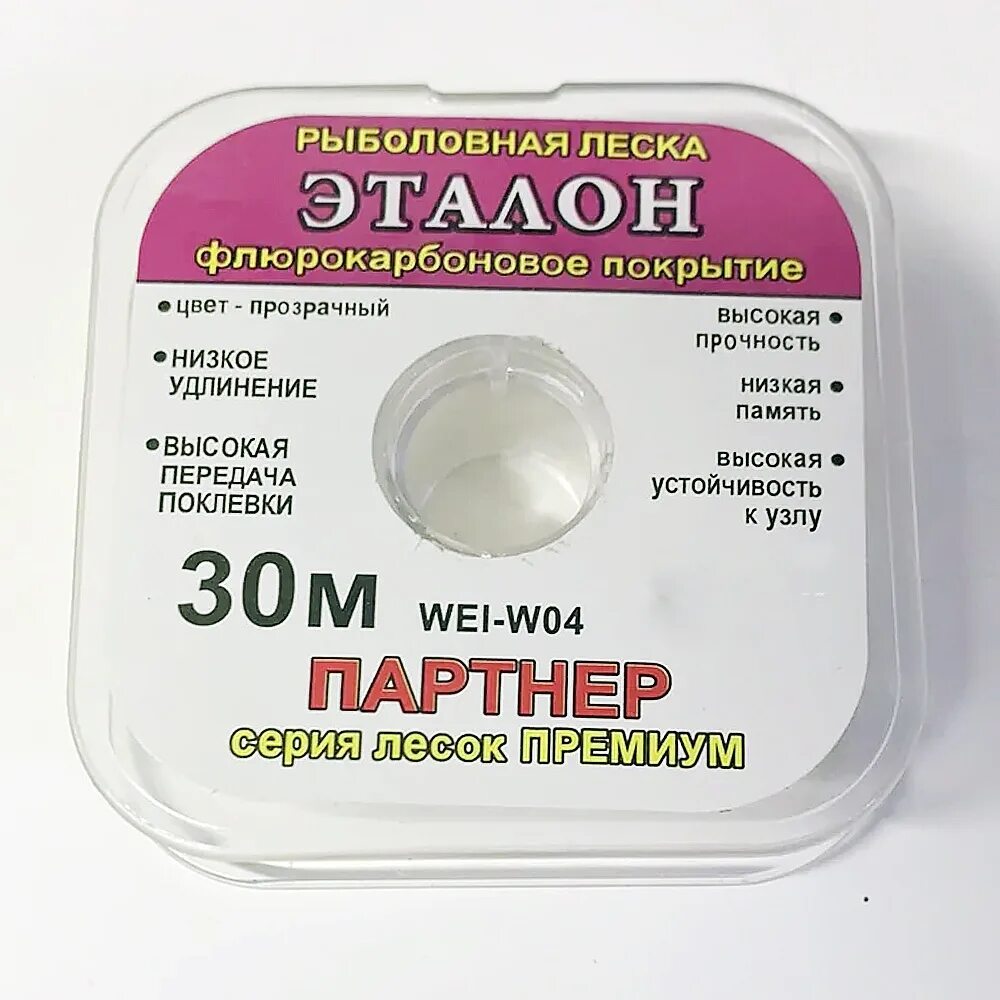 РЫБОЛОВНАЯ ЛЕСКА
ЭТАЛОН
флюрокарбоновое покрытие
• цвет - прозрачный
• НИЗКОЕ
УДЛИНЕНИЕ
• ВЫСОКАЯ
ПЕРЕДАЧА
ПОКЛЕВКИ
высокая •
прочность
низкая •
память
высокая •
устойчивость
к узлу
30м WEI-W04
ПАРТНЕР
серия лесок ПРЕМИУМ